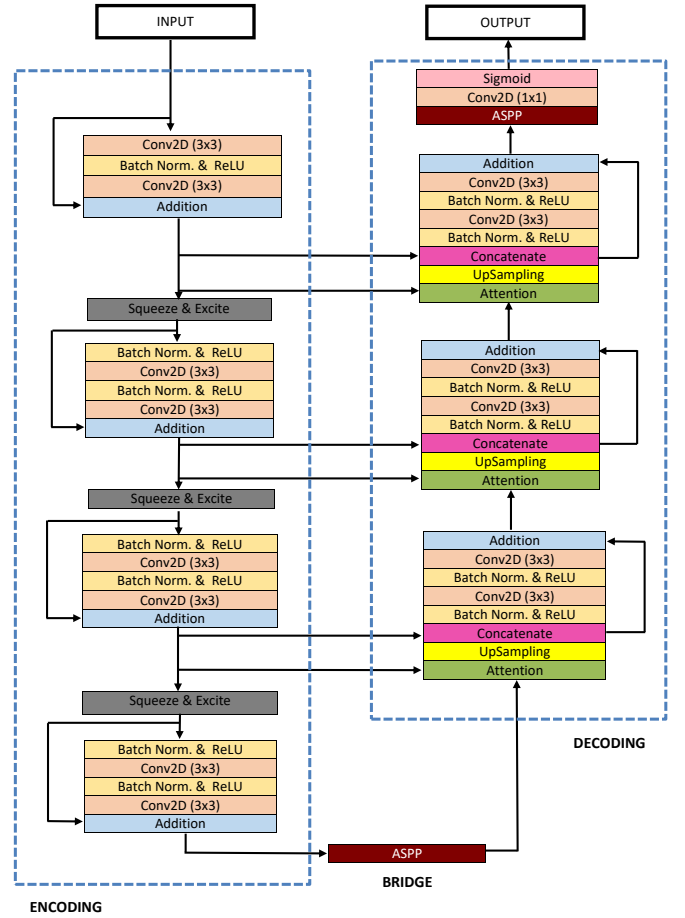 INPUT
Conv2D (3x3)
Batch Norm. & ReLU
Conv2D (3x3)
Addition
Squeeze & Excite
Batch Norm. & ReLU
Conv2D (3x3)
Batch Norm. & ReLU
Conv2D (3x3)
Addition
Squeeze & Excite
Batch Norm. & ReLU
Conv2D (3x3)
Batch Norm. & ReLU
Conv2D (3x3)
Addition
Squeeze & Excite
Batch Norm. & ReLU
Conv2D (3x3)
Batch Norm. & ReLU
Conv2D (3x3)
Addition
ENCODING
ASPP
BRIDGE
OUTPUT
Sigmoid
Conv2D (1x1)
ASPP
Addition
Conv2D (3x3)
Batch Norm. & ReLU
Conv2D (3x3)
Batch Norm. & ReLU
Concatenate
UpSampling
Attention
Addition
Conv2D (3x3)
Batch Norm. & ReLU
Conv2D (3x3)
Batch Norm. & ReLU
Concatenate
UpSampling
Attention
Addition
Conv2D (3x3)
Batch Norm. & ReLU
Conv2D (3x3)
Batch Norm. & ReLU
Concatenate
UpSampling
Attention
DECODING